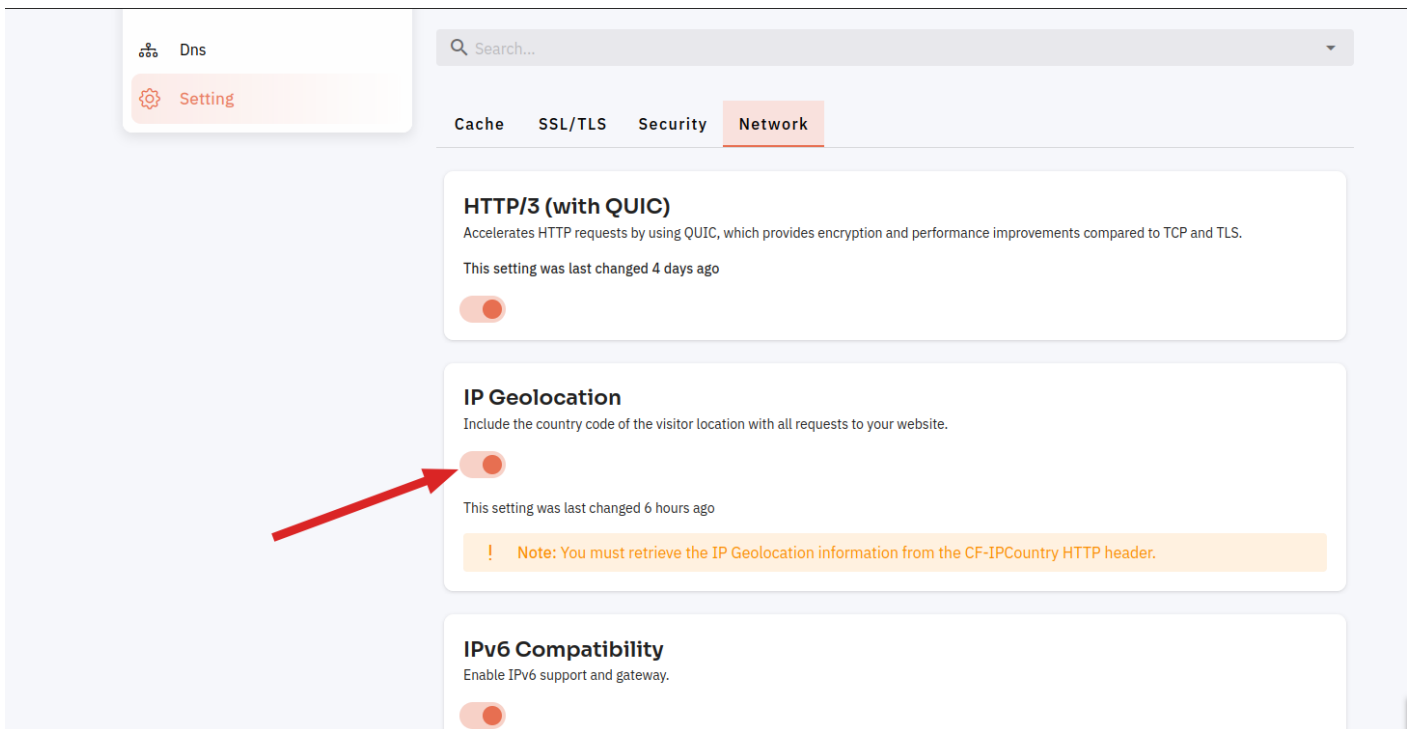 Dns
Setting
Search...
Cache SSL/TLS Security Network
HTTP/3 (with QUIC)
Accelerates HTTP requests by using QUIC, which provides encryption and performance improvements compared to TCP and TLS.
This setting was last changed 4 days ago
IP Geolocation
Include the country code of the visitor location with all requests to your website.
This setting was last changed 6 hours ago
! Note: You must retrieve the IP Geolocation information from the CF-IPCountry HTTP header.
IPv6 Compatibility
Enable IPv6 support and gateway.